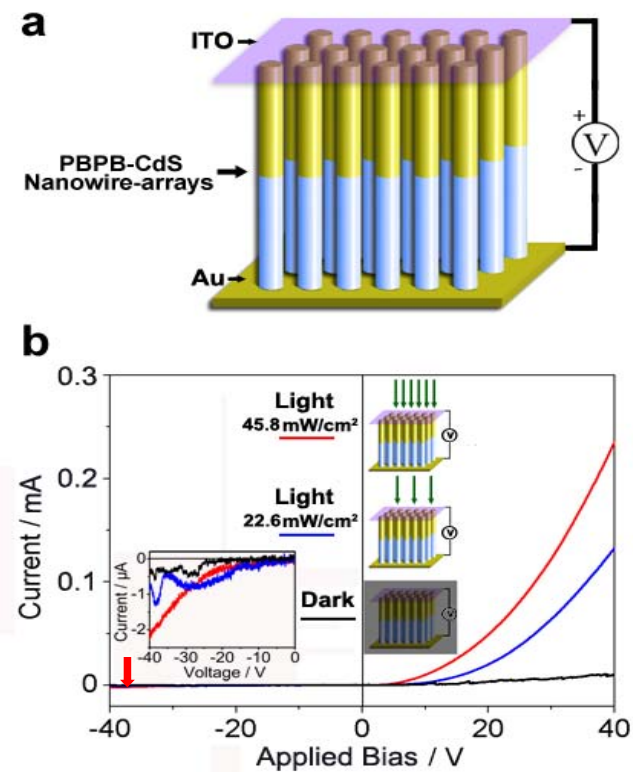 a
ITO
PBPB-CdS
Nanowire-arrays
Au
+
V
-
b
0.3
0.2
0.1
0
Current / mA
Light
45.8 mW/cm²
Light
22.6mW/cm²
Dark
V
V
V
0
-1
-2
Current / μA
-40 -30 -20 -10 0
Voltage / V
-40 -20 0 20 40
Applied Bias / V